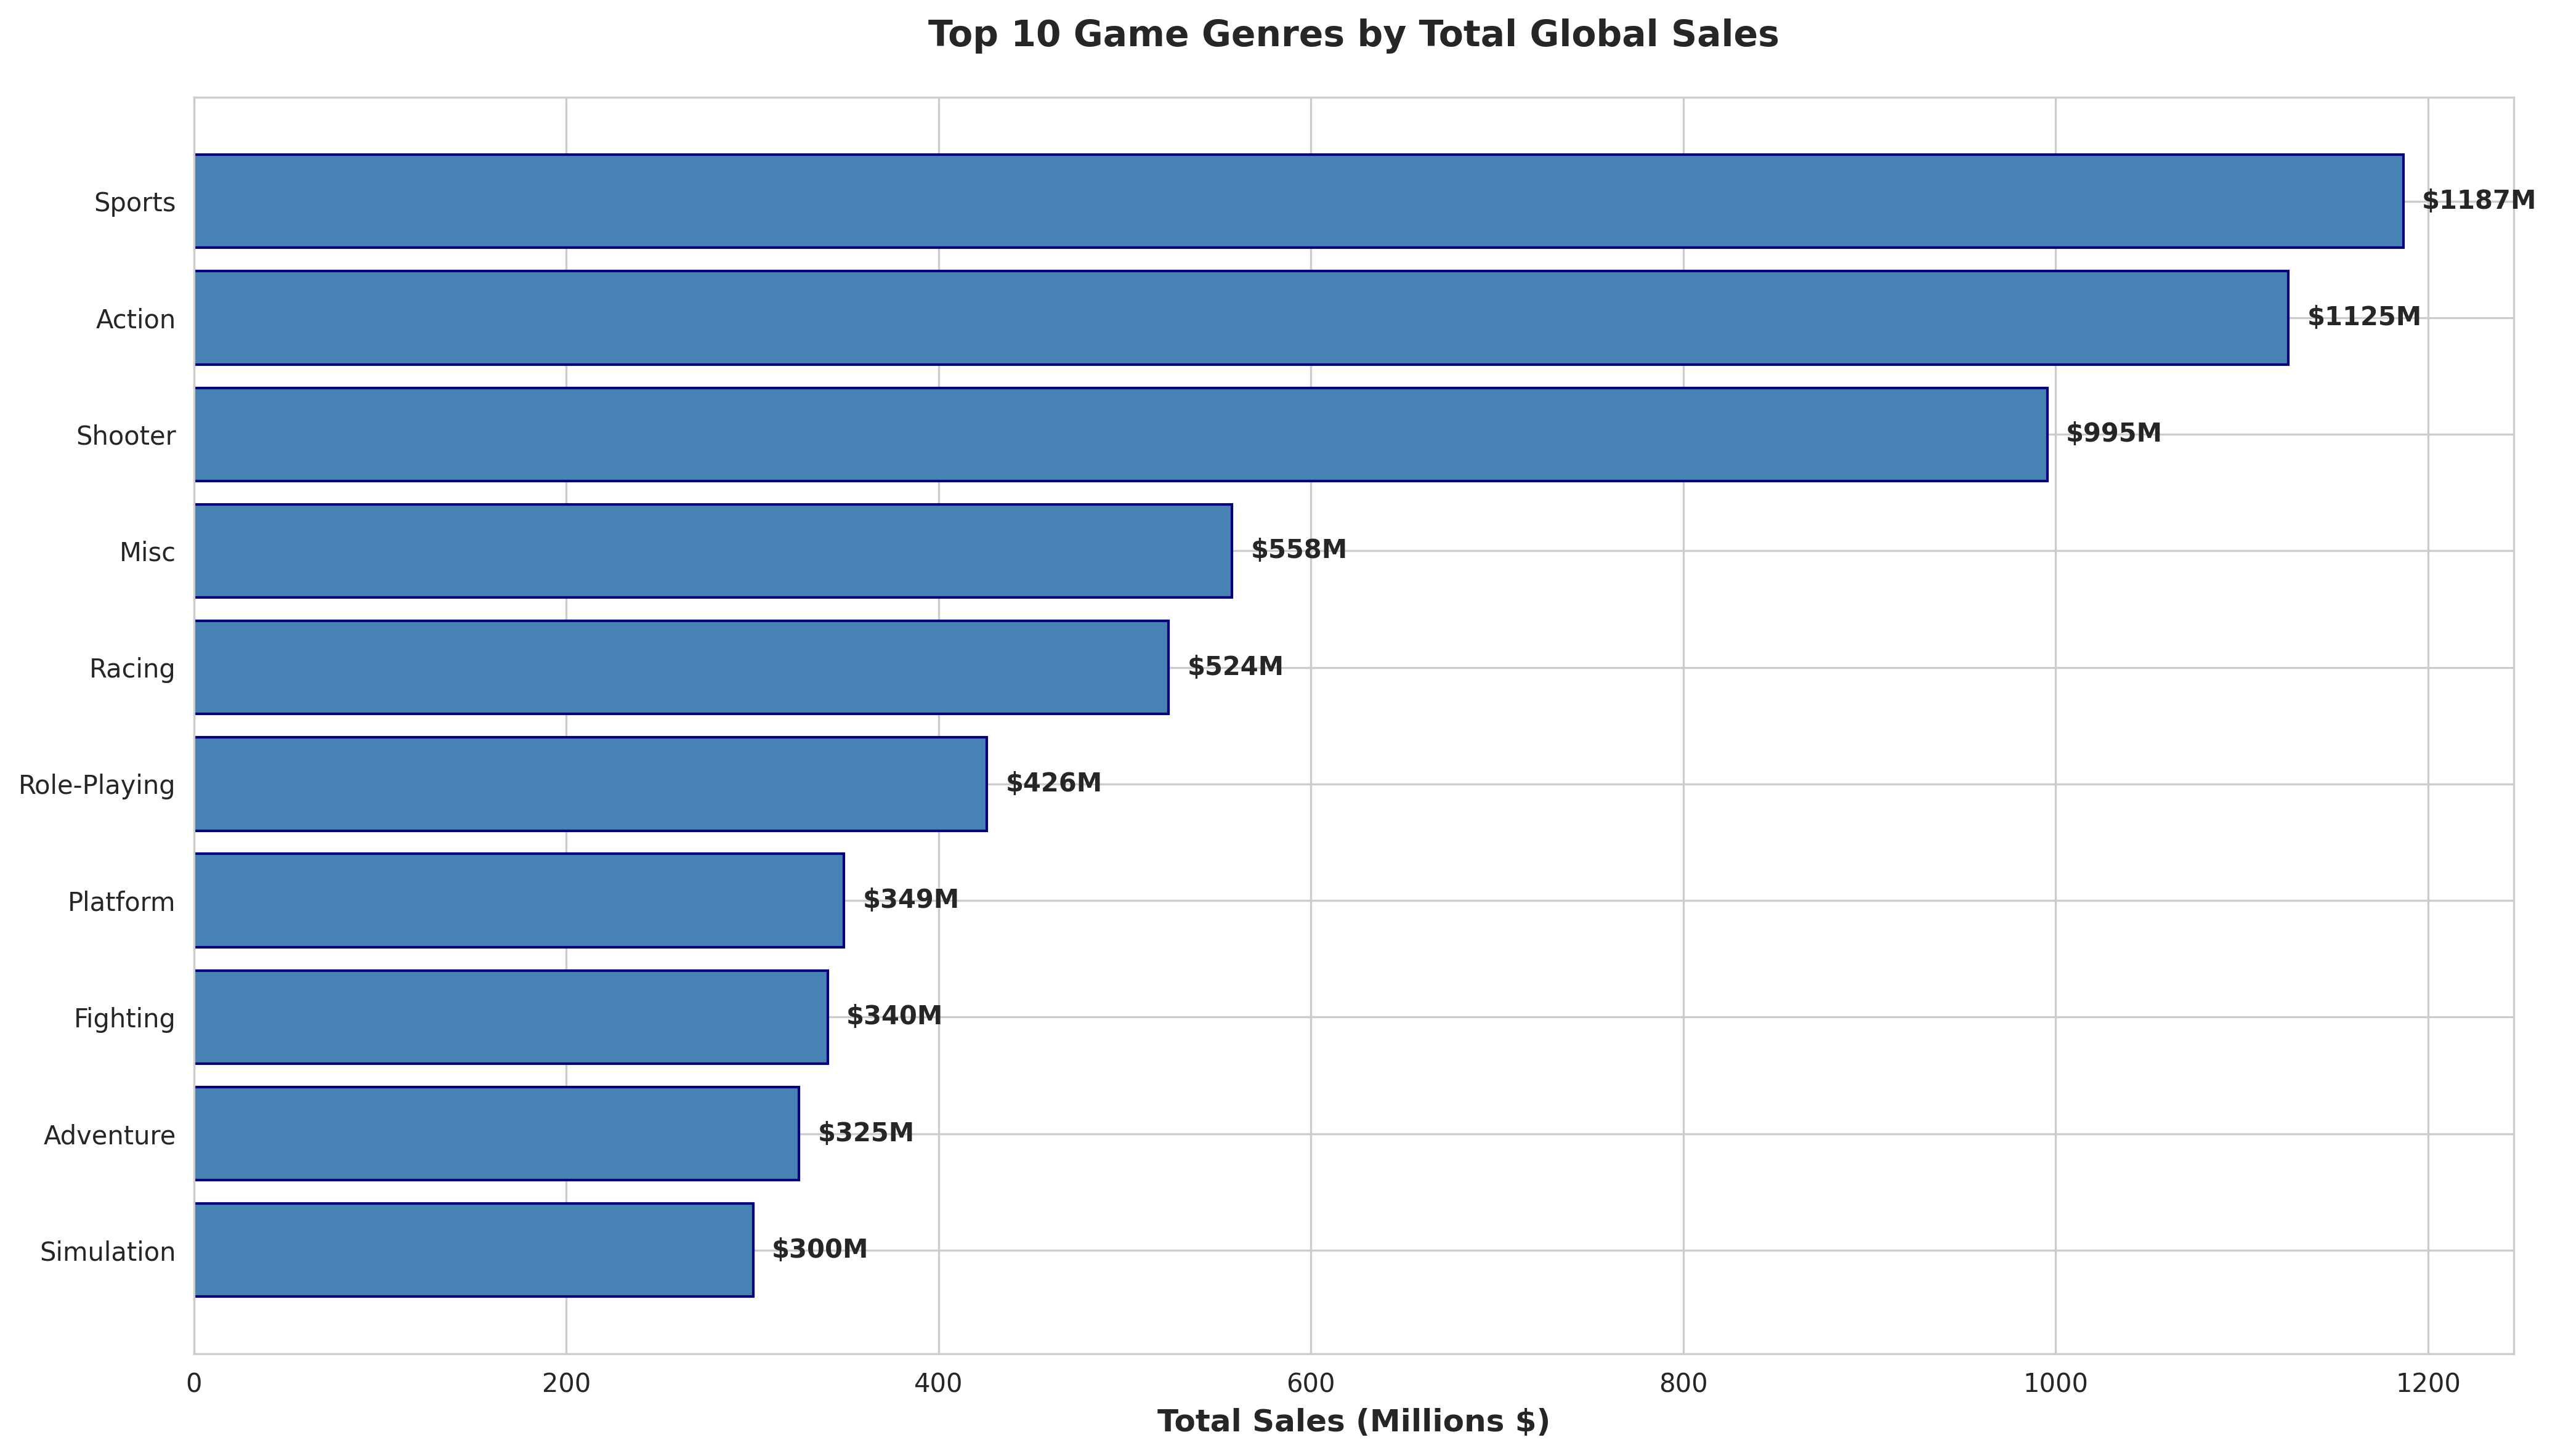 Top 10 Game Genres by Total Global Sales
Sports $1187M
Action $1125M
Shooter $995M
Misc $558M
Racing $524M
Role-Playing $426M
Platform $349M
Fighting $340M
Adventure $325M
Simulation $300M
0 200 400 600 800 1000 1200
Total Sales (Millions $)